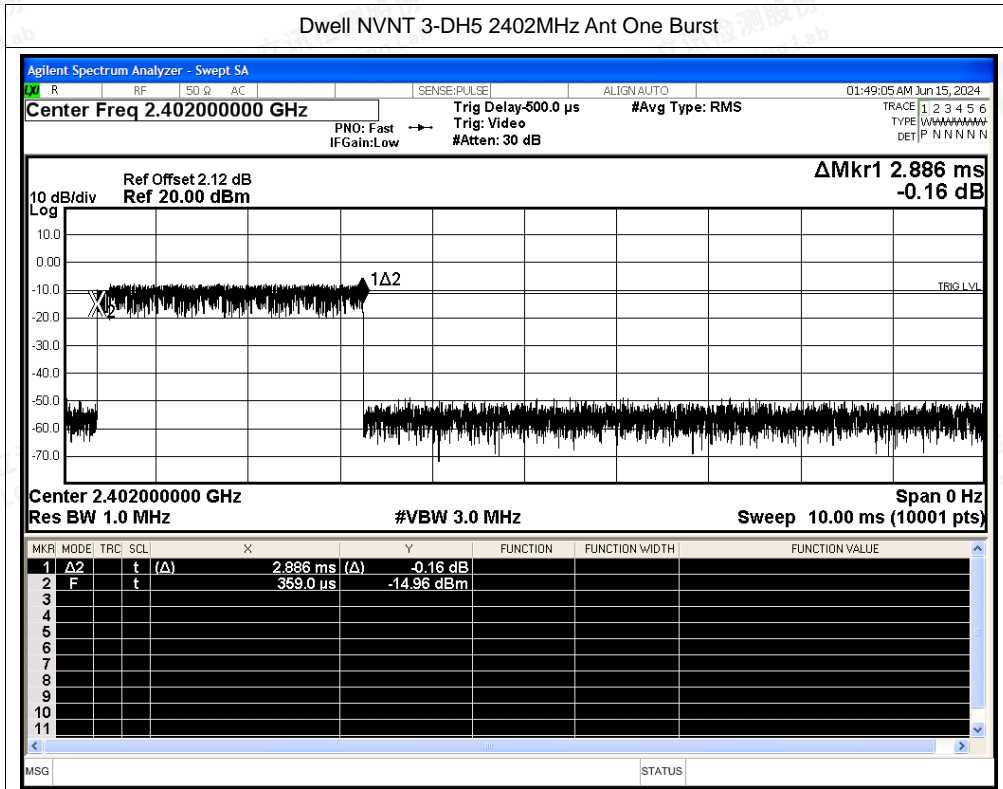 Dwell NVNT 3-DH5 2402MHz Ant One Burst
Agilent Spectrum Analyzer - Swept SA
LXI R RF 50 Ω AC SENSE:PULSE ALIGN AUTO 01:49:05 AM Jun 15, 2024
Center Freq 2.402000000 GHz Trig Delay-500.0 µs #Avg Type: RMS TRACE 1 2 3 4 5 6
PNO: Fast Trig: Video TYPE WWWWWW
IFGain:Low #Atten: 30 dB DET P N N N N N
ΔMkr1 2.886 ms
-0.16 dB
Ref Offset 2.12 dB
10 dB/div Ref 20.00 dBm
Log
10.0
0.00
-10.0
-20.0
-30.0
-40.0
-50.0
-60.0
-70.0
1Δ2
TRIG LVL
2
Center 2.402000000 GHz Span 0 Hz
Res BW 1.0 MHz #VBW 3.0 MHz Sweep 10.00 ms (10001 pts)
MKR MODE TRC SCL X Y FUNCTION FUNCTION WIDTH FUNCTION VALUE
1 Δ2 t (Δ) 2.886 ms (Δ) -0.16 dB
2 F t 359.0 µs -14.96 dBm
3
4
5
6
7
8
9
10
11
MSG STATUS